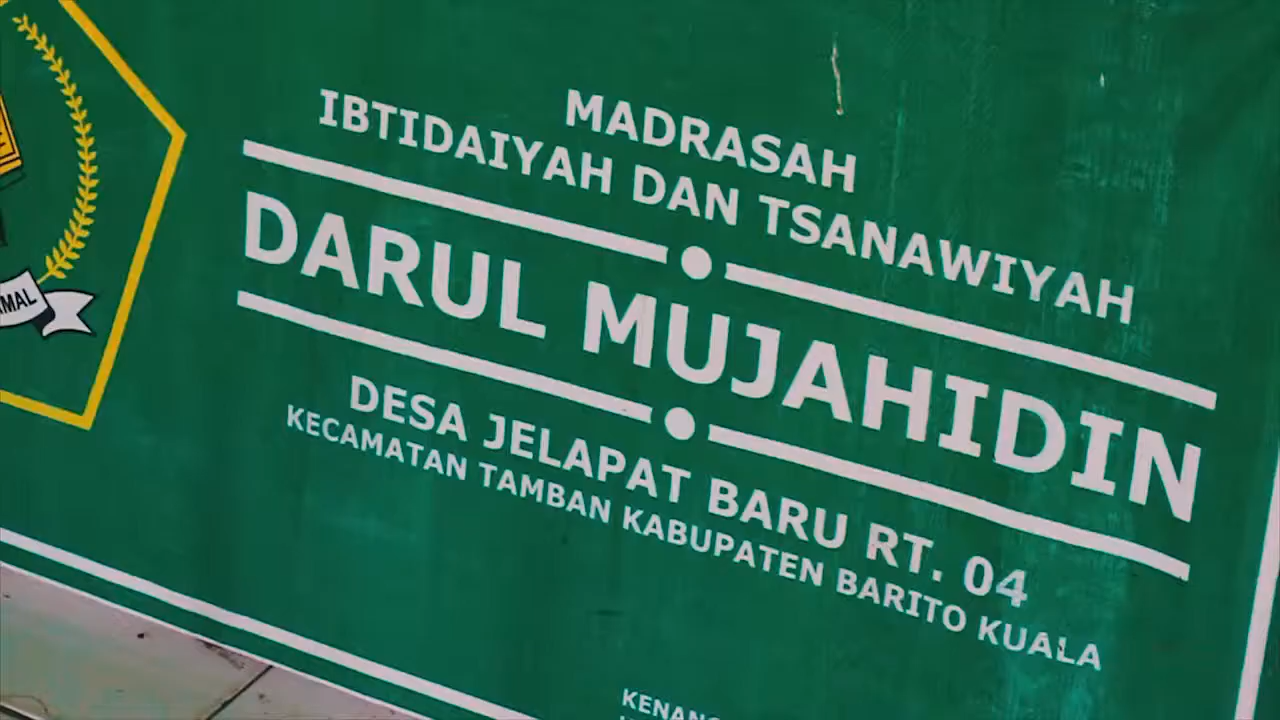 MADRASAH
IBTIDAIYAH DAN TSANAWIYAH
DARUL MUJAHIDIN
DESA JELAPAT BARU RT. 04
KECAMATAN TAMBAN KABUPATEN BARITO KUALA